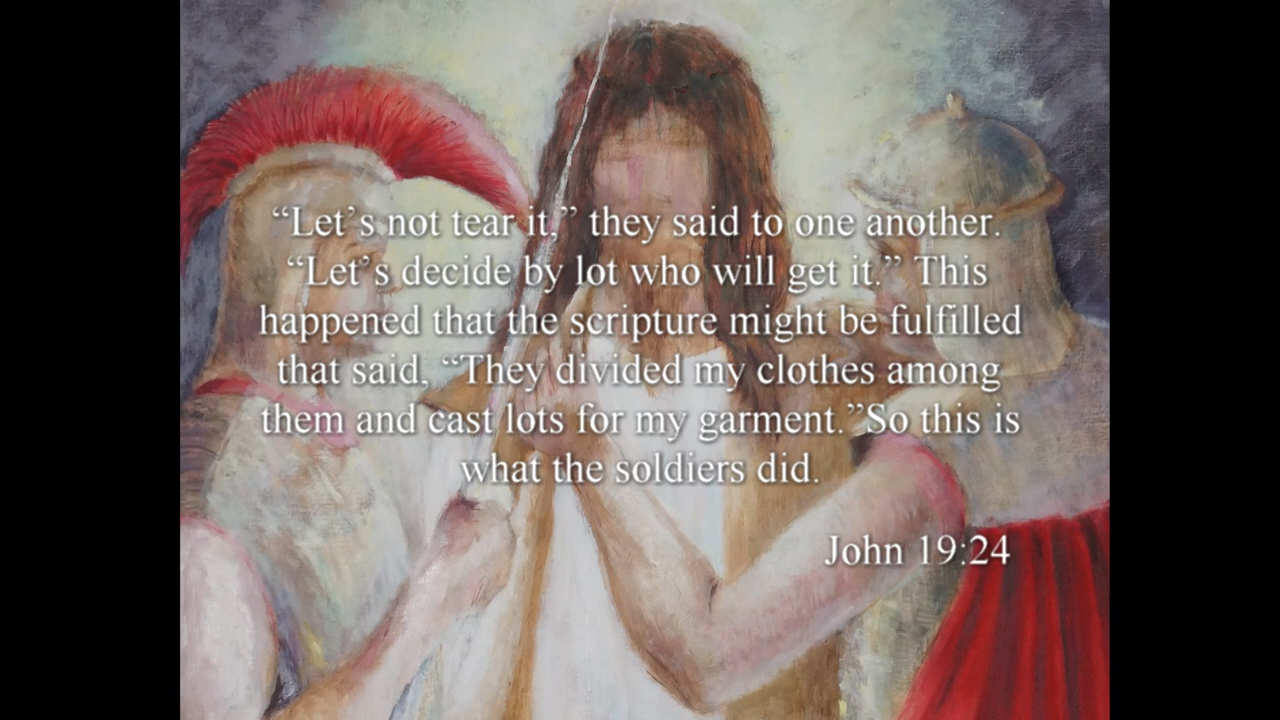 “Let’s not tear it,” they said to one another.
“Let’s decide by lot who will get it.” This
happened that the scripture might be fulfilled
that said, “They divided my clothes among
them and cast lots for my garment.”So this is
what the soldiers did.
John 19:24